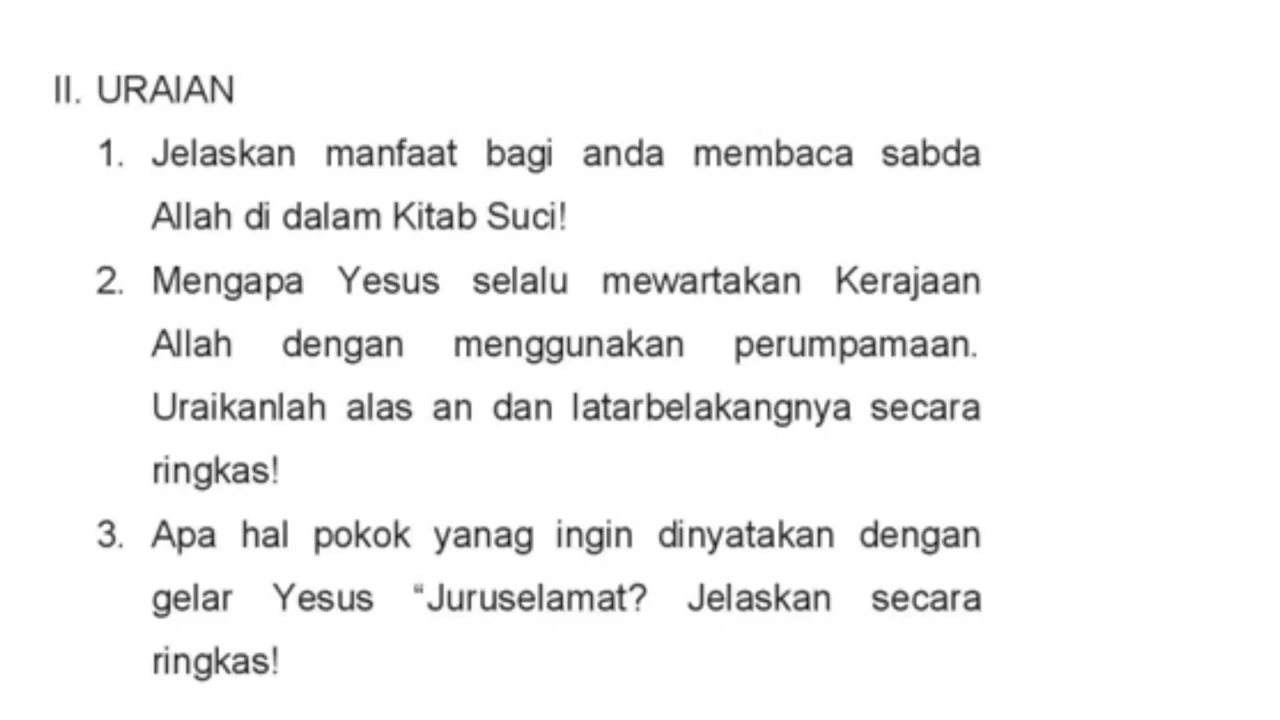 II. URAIAN
1. Jelaskan manfaat bagi anda membaca sabda
Allah di dalam Kitab Suci!
2. Mengapa Yesus selalu mewartakan Kerajaan
Allah dengan menggunakan perumpamaan.
Uraikanlah alas an dan latarbelakangnya secara
ringkas!
3. Apa hal pokok yanag ingin dinyatakan dengan
gelar Yesus “Juruselamat? Jelaskan secara
ringkas!